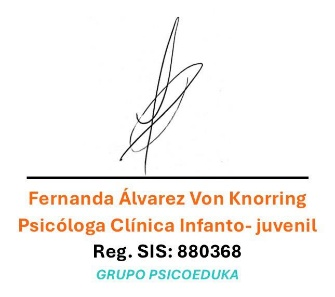 Fernanda Álvarez Von Knorring
Psicóloga Clínica Infanto- juvenil
Reg. SIS: 880368
GRUPO PSICOEDUKA